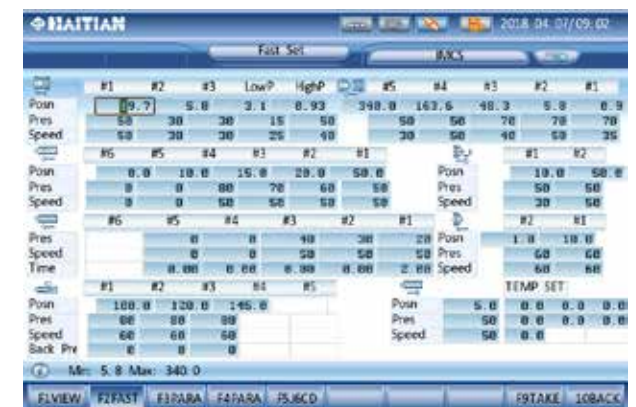 HAITIAN 2018 04 07/09:02
Fast Set IMCS
#1 #2 #3 LowP HighP #5 #4 #3 #2 #1
Posn 9.7 5.0 3.1 0.93 340.0 163.6 48.3 5.8 0.9
Pres 50 30 30 15 50 50 50 70 70 70
Speed 50 30 30 25 40 30 50 40 50 35
#6 #5 #4 #3 #2 #1 #1 #2
Posn 0.0 10.0 15.0 20.0 50.0 Posn 10.0 50.0
Pres 0 0 80 70 60 50 Pres 50 50
Speed 0 0 50 50 50 50 Speed 30 50
#6 #5 #4 #3 #2 #1 #2 #1
Pres 0 0 40 30 20 Posn 1.0 10.0
Speed 0 0 50 50 50 Pres 60 60
Time 0.00 0.00 0.00 0.00 2.00 Speed 60 60
#1 #2 #3 #4 #5 TEMP SET
Posn 100.0 120.0 145.0 Posn 5.0 0.0 0.0 0.0
Pres 80 80 80 Pres 50 0.0 0.0 0.0
Speed 60 60 60 Speed 50 0.0
Back Pre 0 0 0
Mn: 5.8 Max: 340.0
F1VIEW F2FAST F3PARA F4PARA F5JGCD F9TAKE 10BACK